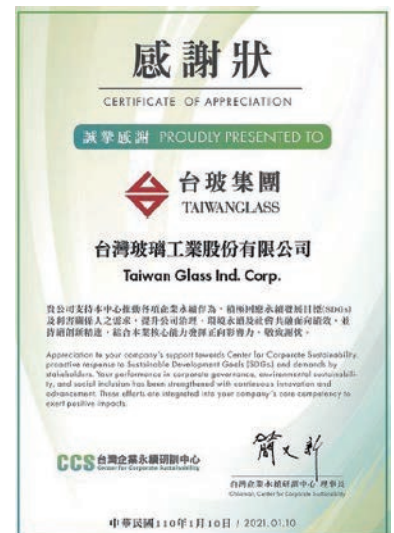 感謝狀
CERTIFICATE OF APPRECIATION
誠摯感謝 PROUDLY PRESENTED TO
台玻集團
TAIWANGLASS
台灣玻璃工業股份有限公司
Taiwan Glass Ind. Corp.
貴公司支持本中心推動各項企業永續作為，積極回應永續發展目標(SDGs)
及利害關係人之需求，提升公司治理、環境永續及社會共融面向績效，並
持續創新精進，結合本業核心能力發揮正向影響力，敬致謝忱。
Appreciation to your company's support towards Center for Corporate Sustainability,
proactive response to Sustainable Development Goals (SDGs) and demands by
stakeholders. Your performance in corporate governance, environmental sustainabili-
ty, and social inclusion has been strengthened with continuous innovation and
advancement. These efforts are integrated into your company's core competency to
exert positive impacts.
簡又新
CCS 台灣企業永續研訓中心
Center for Corporate Sustainability
台灣企業永續研訓中心 理事長
Chairman, Center for Corporate Sustainability
中華民國110年1月10日 / 2021.01.10